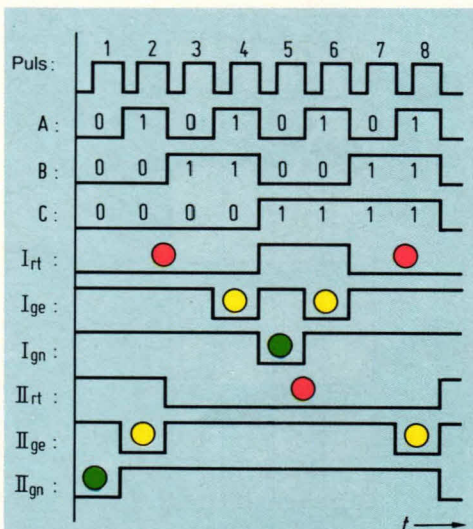 1 2 3 4 5 6 7 8
Puls:
A: 0 1 0 1 0 1 0 1
B: 0 0 1 1 0 0 1 1
C: 0 0 0 0 1 1 1 1
Irt:
Ige:
Ign:
IIrt:
IIge:
IIgn:
t